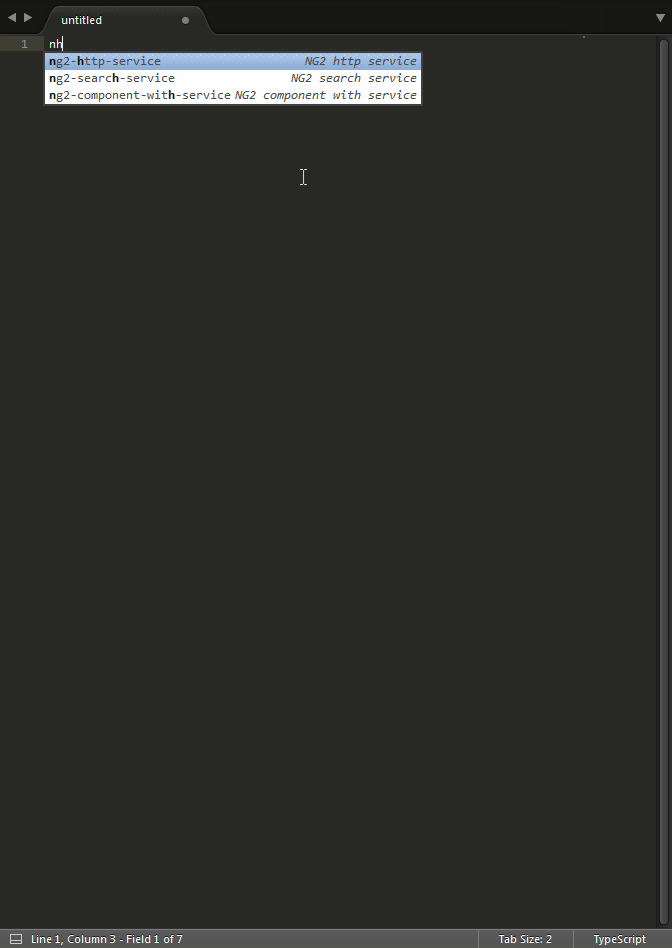 untitled
1 nh
ng2-http-service NG2 http service
ng2-search-service NG2 search service
ng2-component-with-service NG2 component with service
Line 1, Column 3 - Field 1 of 7 Tab Size: 2 TypeScript